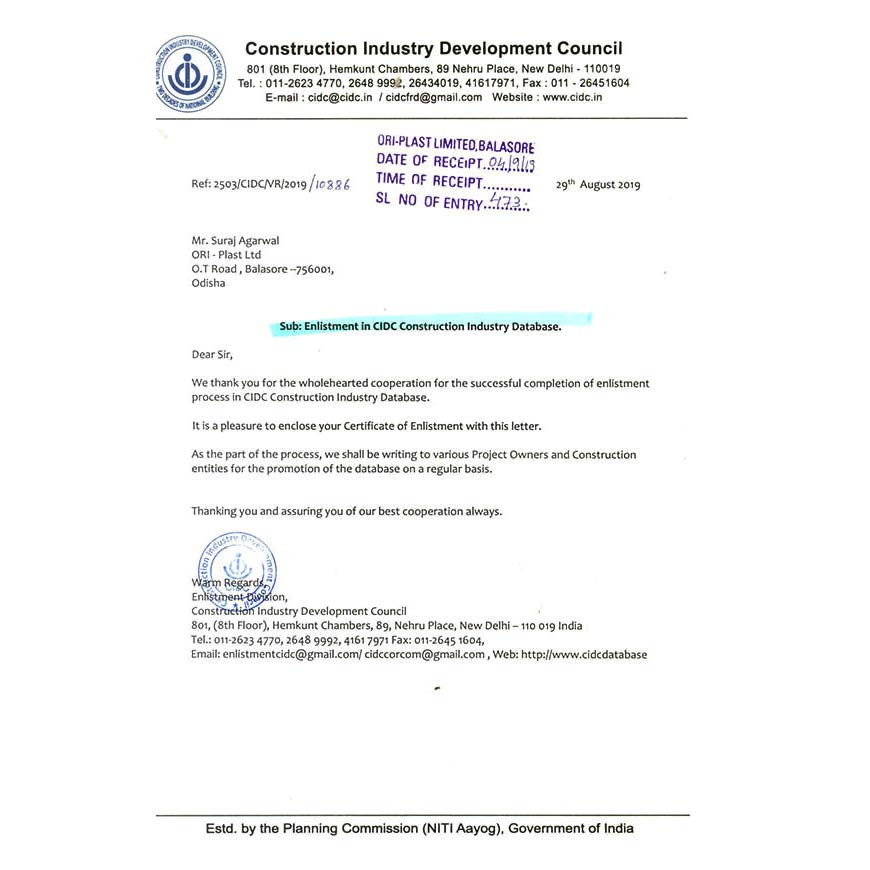 CONSTRUCTION INDUSTRY DEVELOPMENT COUNCIL
TWO DECADES OF NATIONAL BUILDING
Construction Industry Development Council
801 (8th Floor), Hemkunt Chambers, 89 Nehru Place, New Delhi - 110019
Tel. : 011-2623 4770, 2648 9992, 26434019, 41617971, Fax : 011 - 26451604
E-mail : cidc@cidc.in / cidcfrd@gmail.com Website : www.cidc.in
ORI-PLAST LIMITED, BALASORE
DATE OF RECEIPT..04/9/19
TIME OF RECEIPT...........
SL NO OF ENTRY...473..
Ref: 2503/CIDC/VR/2019/10886
29th August 2019
Mr. Suraj Agarwal
ORI - Plast Ltd
O.T Road , Balasore --756001,
Odisha
Sub: Enlistment in CIDC Construction Industry Database.
Dear Sir,
We thank you for the wholehearted cooperation for the successful completion of enlistment
process in CIDC Construction Industry Database.
It is a pleasure to enclose your Certificate of Enlistment with this letter.
As the part of the process, we shall be writing to various Project Owners and Construction
entities for the promotion of the database on a regular basis.
Thanking you and assuring you of our best cooperation always.
Construction Industry Development Council
CIDC
Warm Regards,
Enlistment Division,
Construction Industry Development Council
801, (8th Floor), Hemkunt Chambers, 89, Nehru Place, New Delhi – 110 019 India
Tel.: 011-2623 4770, 2648 9992, 4161 7971 Fax: 011-2645 1604,
Email: enlistmentcidc@gmail.com/ cidccorcom@gmail.com , Web: http://www.cidcdatabase
Estd. by the Planning Commission (NITI Aayog), Government of India